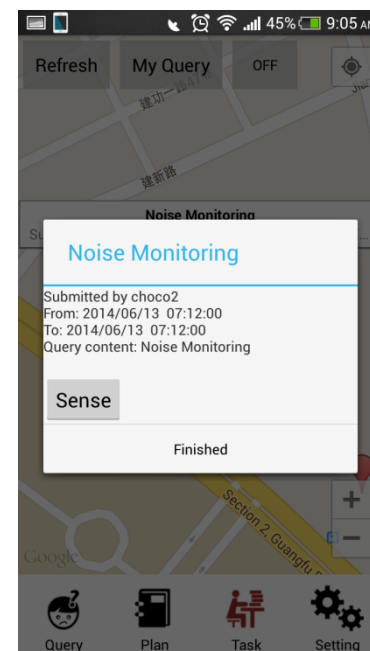 45% 9:05 AM
Refresh My Query OFF
建功一路
建新路
Noise Monitoring
Su
Noise Monitoring
Submitted by choco2
From: 2014/06/13 07:12:00
To: 2014/06/13 07:12:00
Query content: Noise Monitoring
Sense
Finished
Section 2, Guangfu
Google
Query Plan Task Setting